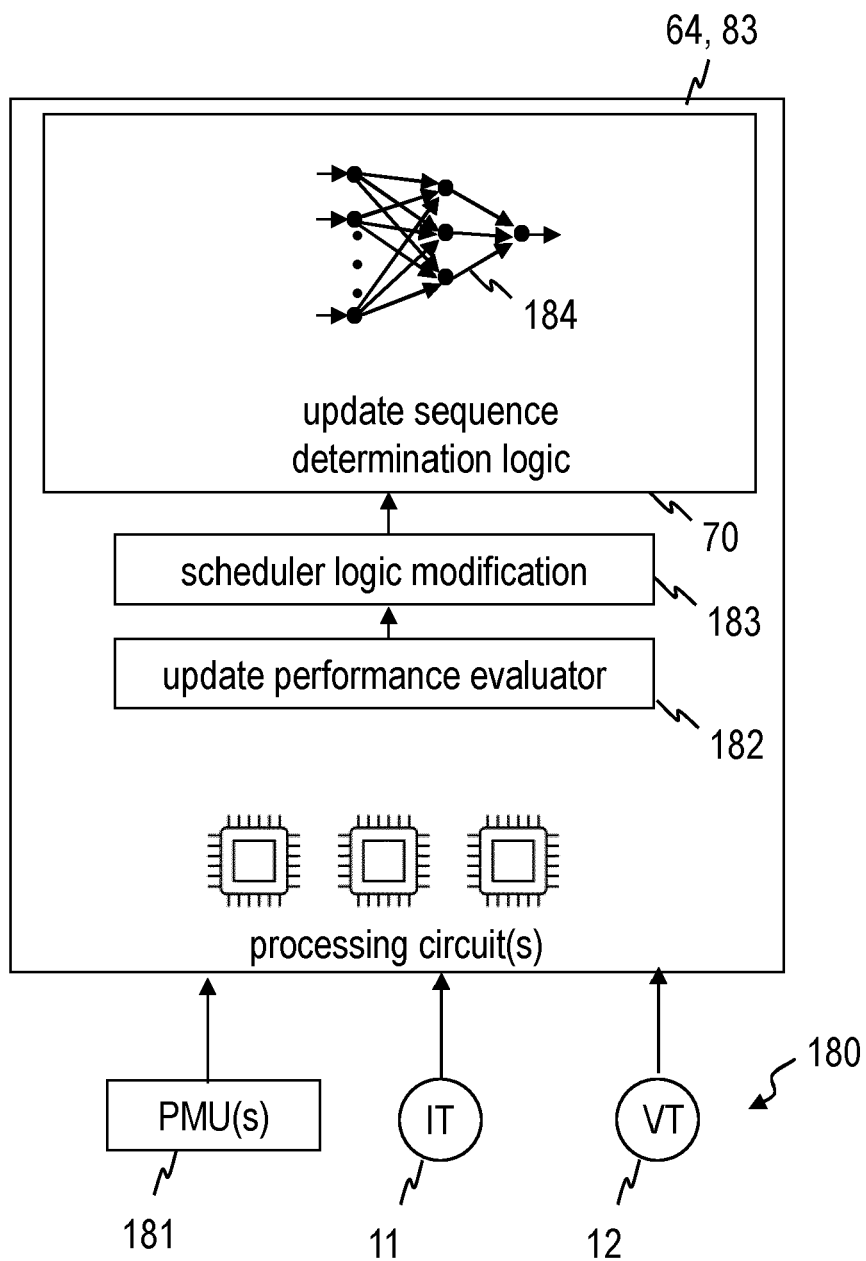 64, 83
184
update sequence
determination logic
70
scheduler logic modification
183
update performance evaluator
182
processing circuit(s)
180
PMU(s)
IT
VT
181
11
12